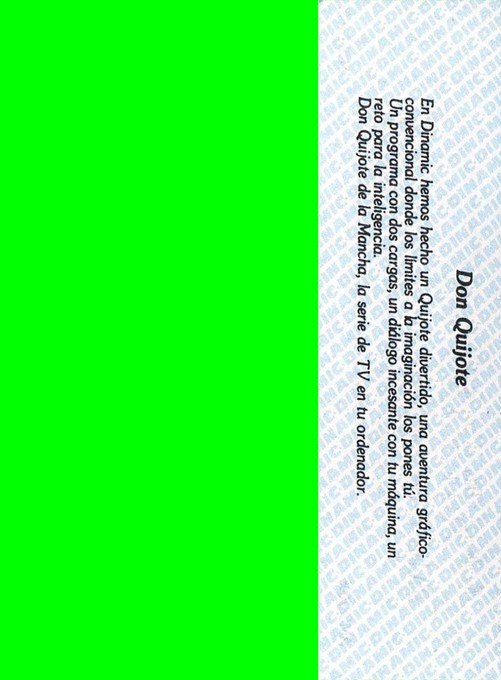 Don Quijote
En Dinamic hemos hecho un Quijote divertido, una aventura gráfico-
convencional donde los límites a la imaginación los pones tú.
Un programa con dos cargas, un diálogo incesante con tu máquina, un
reto para la inteligencia.
Don Quijote de la Mancha, la serie de TV en tu ordenador.